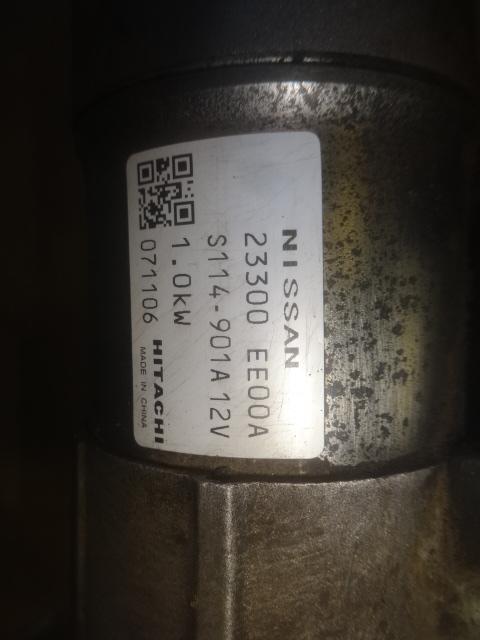 NISSAN
23300 EE00A
S114-901A 12V
1.0kW
071106 HITACHI
MADE IN CHINA